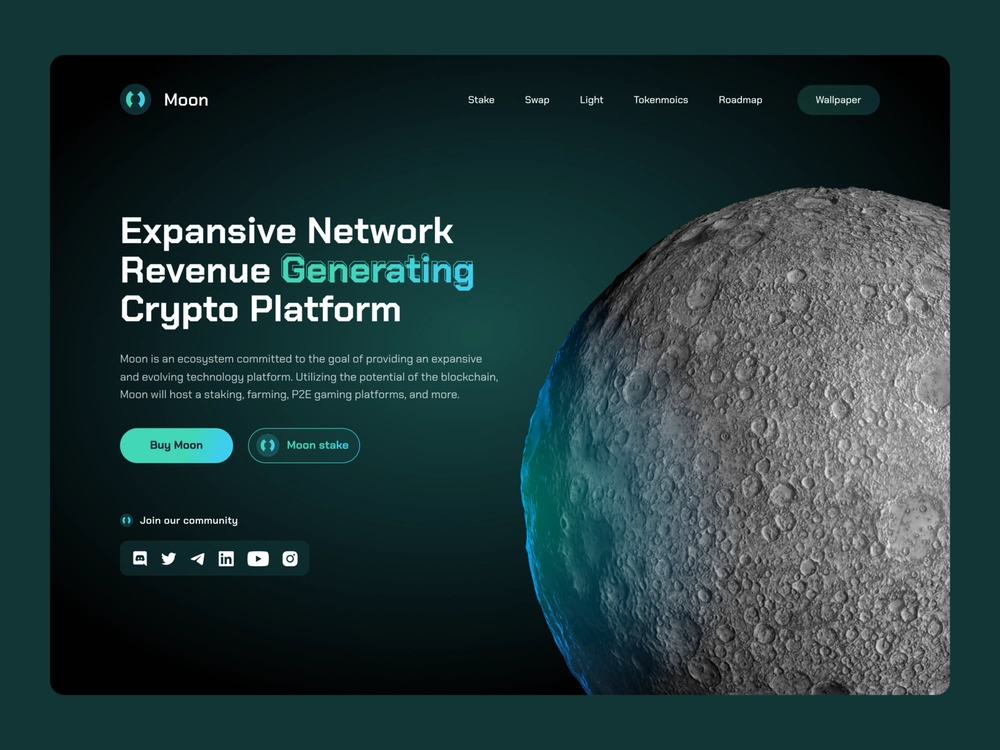 Moon
Stake Swap Light Tokenmoics Roadmap Wallpaper
Expansive Network
Revenue Generating
Crypto Platform
Moon is an ecosystem committed to the goal of providing an expansive
and evolving technology platform. Utilizing the potential of the blockchain,
Moon will host a staking, farming, P2E gaming platforms, and more.
Buy Moon Moon stake
Join our community